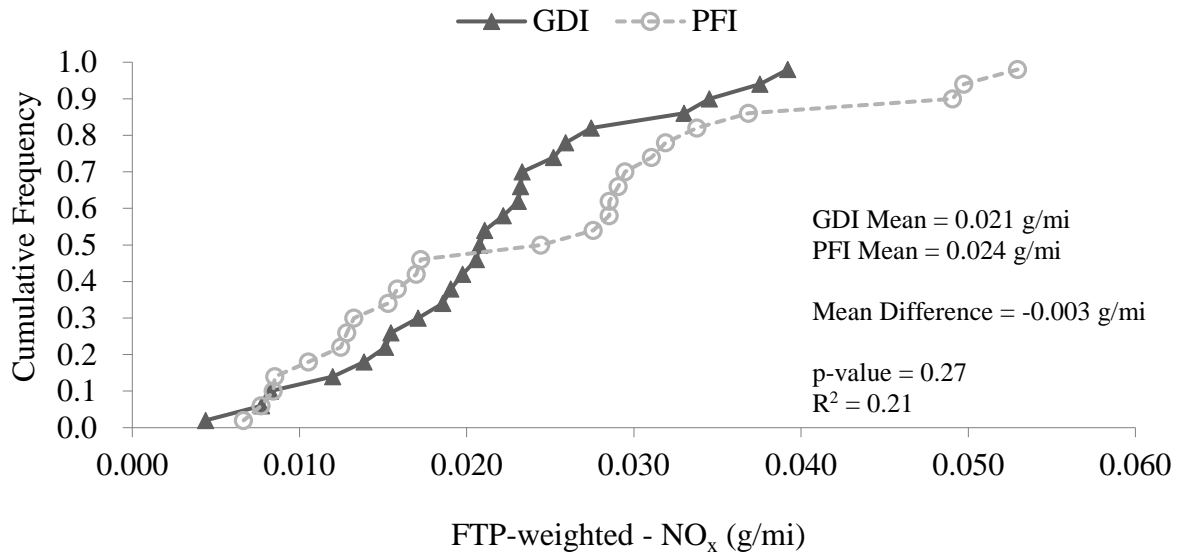 GDI PFI
Cumulative Frequency
1.0
0.9
0.8
0.7
0.6
0.5
0.4
0.3
0.2
0.1
0.0
GDI Mean = 0.021 g/mi
PFI Mean = 0.024 g/mi
Mean Difference = -0.003 g/mi
p-value = 0.27
R² = 0.21
0.000 0.010 0.020 0.030 0.040 0.050 0.060
FTP-weighted - NOₓ (g/mi)